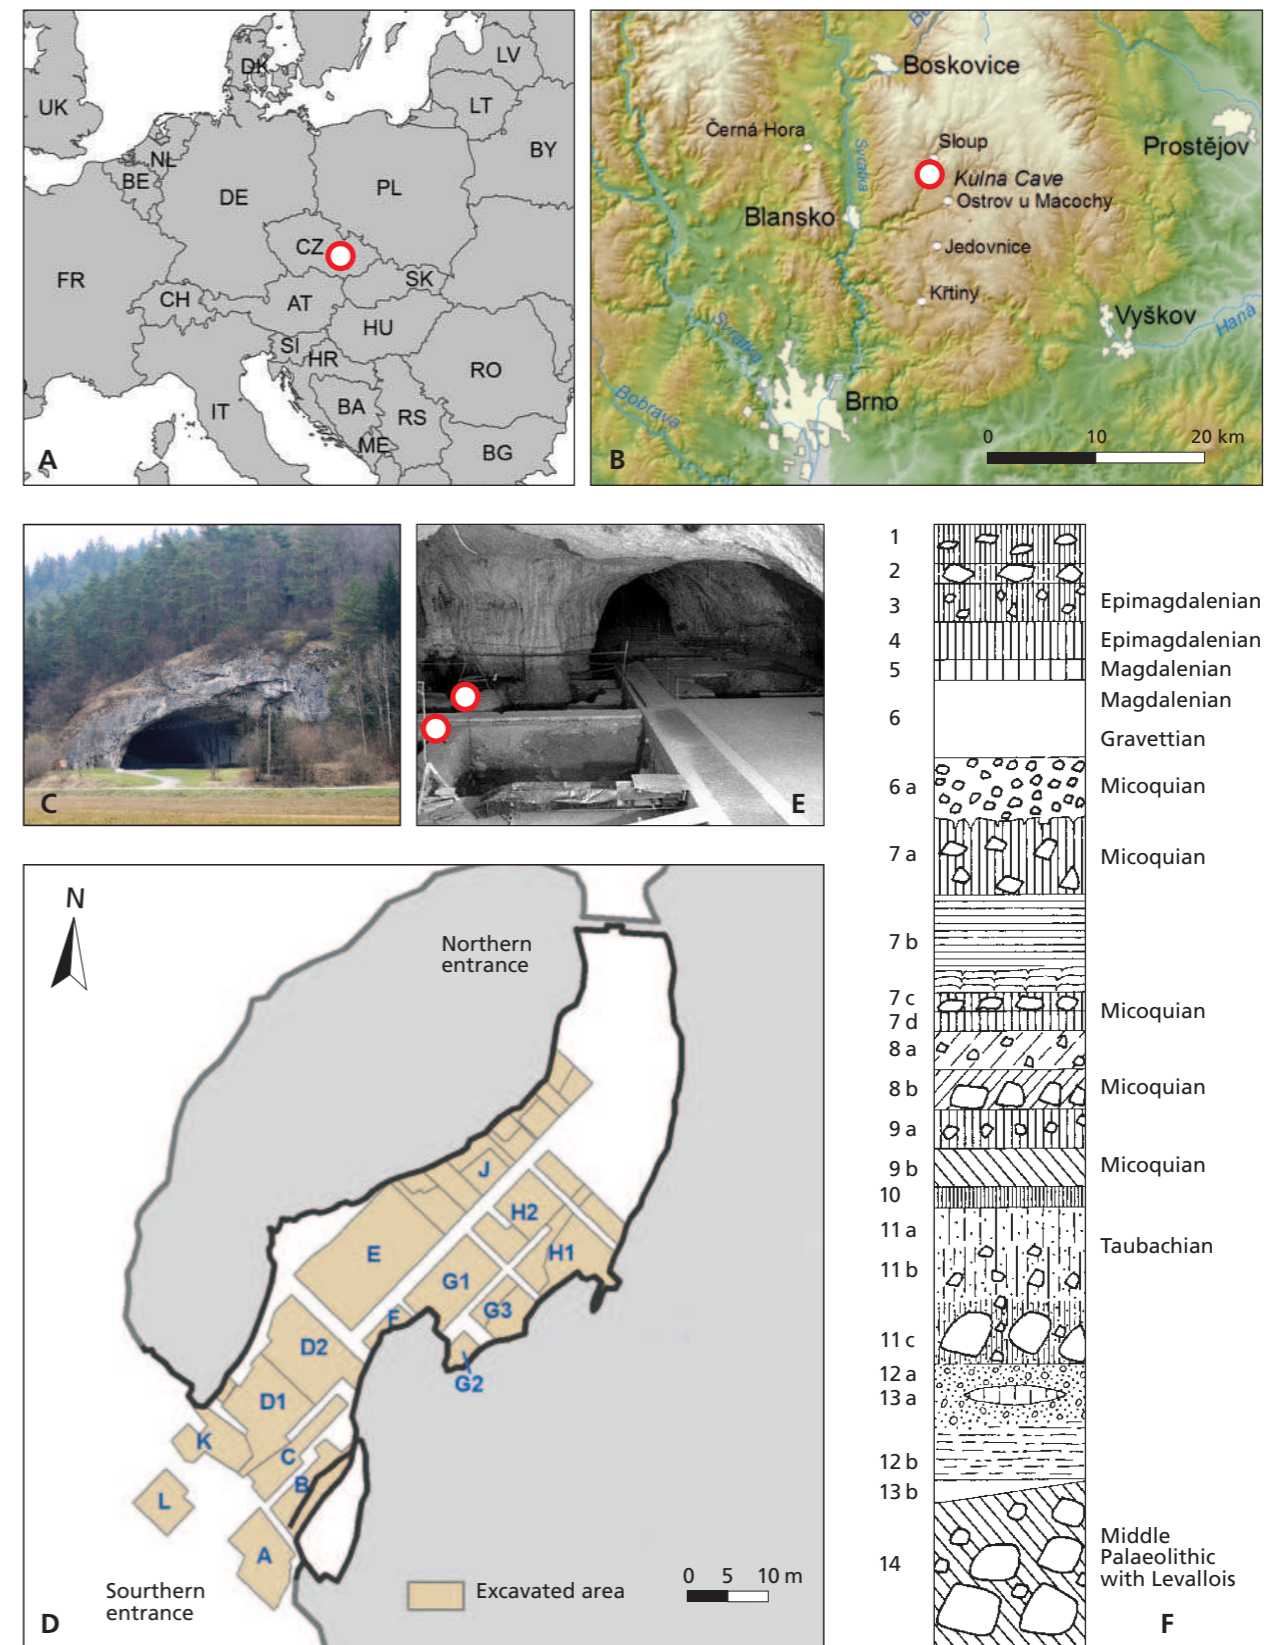 DK
LV
UK
LT
BY
NL
BE
DE
PL
CZ
FR
SK
CH
AT
HU
SI
HR
RO
IT
BA
RS
ME
BG
A
Boskovice
Černá Hora
Sloup
Prostějov
Svratka
Kůlna Cave
Ostrov u Macochy
Blansko
Jedovnice
Křtiny
Vyškov
Haná
Svratka
Bobrava
Brno
0 10 20 km
B
C
E
N
Northern
entrance
J
H2
H1
E
G1
G3
F
D2
G2
D1
K
C
B
L
A
Sourthern
entrance
Excavated area
0 5 10 m
D
1
2
3 Epimagdalenian
4 Epimagdalenian
5 Magdalenian
Magdalenian
6
Gravettian
6 a Micoquian
7 a Micoquian
7 b
7 c
Micoquian
7 d
8 a
8 b Micoquian
9 a
9 b Micoquian
10
11 a
Taubachian
11 b
11 c
12 a
13 a
12 b
13 b
Middle
Palaeolithic
14
with Levallois
F